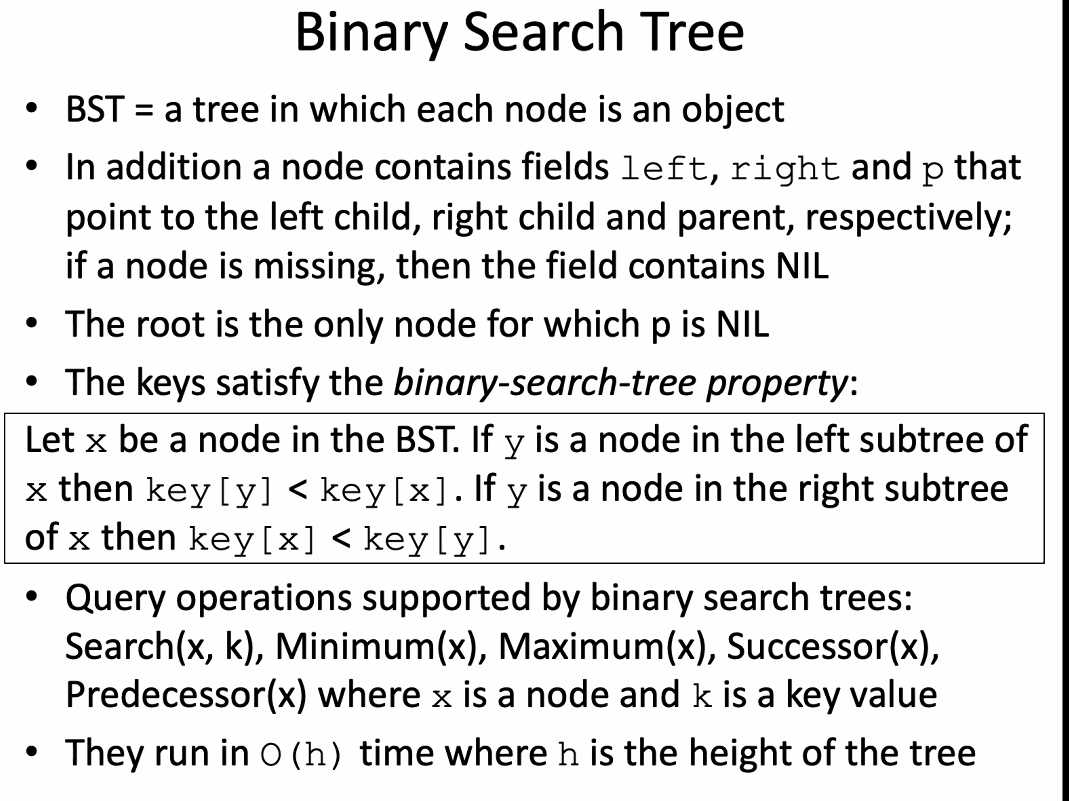 Binary Search Tree
• BST = a tree in which each node is an object
• In addition a node contains fields left, right and p that
point to the left child, right child and parent, respectively;
if a node is missing, then the field contains NIL
• The root is the only node for which p is NIL
• The keys satisfy the binary-search-tree property:
Let x be a node in the BST. If y is a node in the left subtree of
x then key[y] < key[x]. If y is a node in the right subtree
of x then key[x] < key[y].
• Query operations supported by binary search trees:
Search(x, k), Minimum(x), Maximum(x), Successor(x),
Predecessor(x) where x is a node and k is a key value
• They run in O(h) time where h is the height of the tree